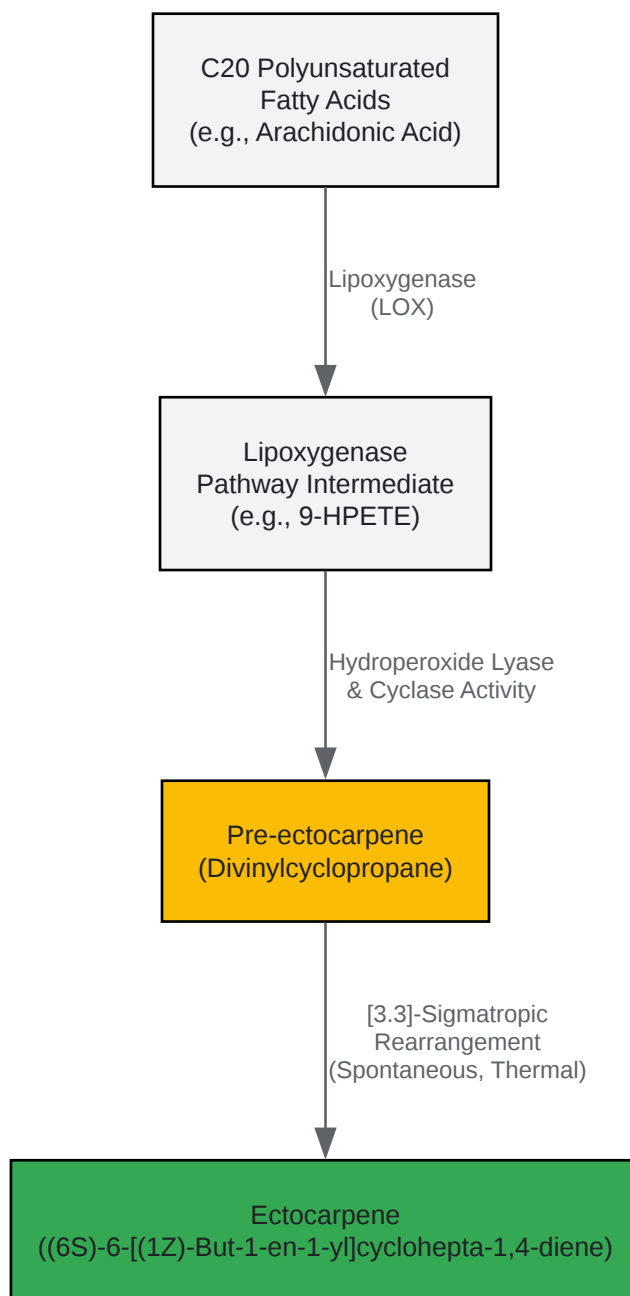 C20 Polyunsaturated
Fatty Acids
(e.g., Arachidonic Acid)
Lipoxygenase
(LOX)
Lipoxygenase
Pathway Intermediate
(e.g., 9-HPETE)
Hydroperoxide Lyase
& Cyclase Activity
Pre-ectocarpene
(Divinylcyclopropane)
[3.3]-Sigmatropic
Rearrangement
(Spontaneous, Thermal)
Ectocarpene
((6S)-6-[(1Z)-But-1-en-1-yl]cyclohepta-1,4-diene)